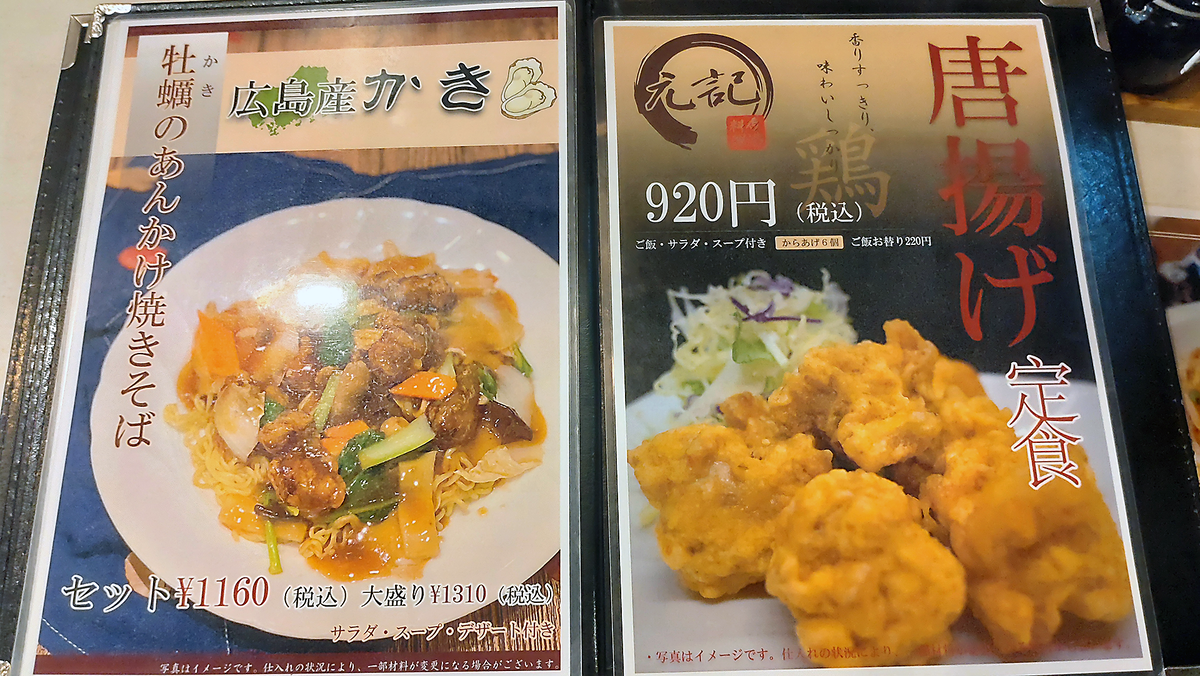 牡蠣のあんかけ焼きそば
かき
広島産かき
セット¥1160（税込）大盛り¥1310（税込）
サラダ・スープ・デザート付き
写真はイメージです。仕入れの状況により、一部材料が変更になる場合がございます。
元記
香りすっきり、
味わいしっかり
鶏
唐揚げ
定食
920円（税込）
ご飯・サラダ・スープ付き からあげ6個 ご飯お替り220円
・写真はイメージです。仕入れの状況により、